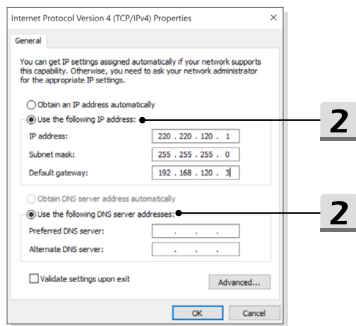 Internet Protocol Version 4 (TCP/IPv4) Properties
General
You can get IP settings assigned automatically if your network supports
this capability. Otherwise, you need to ask your network administrator
for the appropriate IP settings.
Obtain an IP address automatically
Use the following IP address:
2
IP address: 220 . 220 . 120 . 1
Subnet mask: 255 . 255 . 255 . 0
Default gateway: 192 . 168 . 120 . 3
Obtain DNS server address automatically
Use the following DNS server addresses:
2
Preferred DNS server: . . .
Alternate DNS server: . . .
Validate settings upon exit
Advanced...
OK Cancel